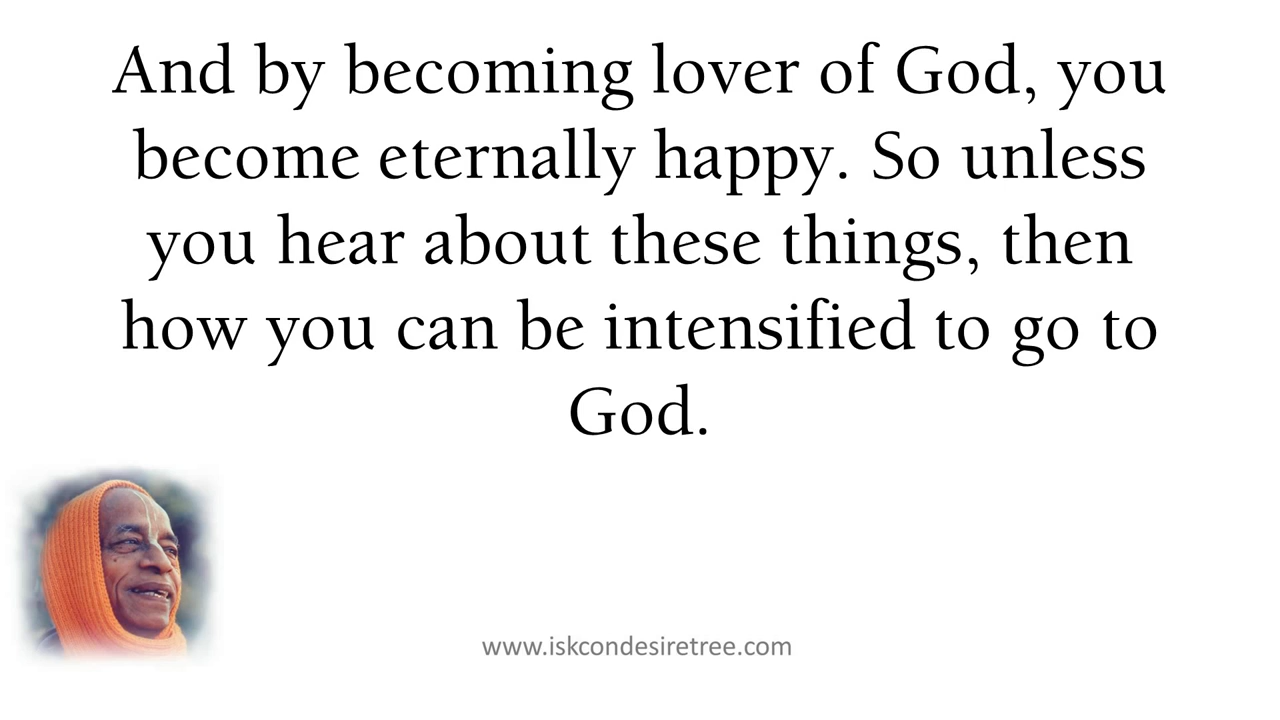 And by becoming lover of God, you
become eternally happy. So unless
you hear about these things, then
how you can be intensified to go to
God.
www.iskcondesiretree.com